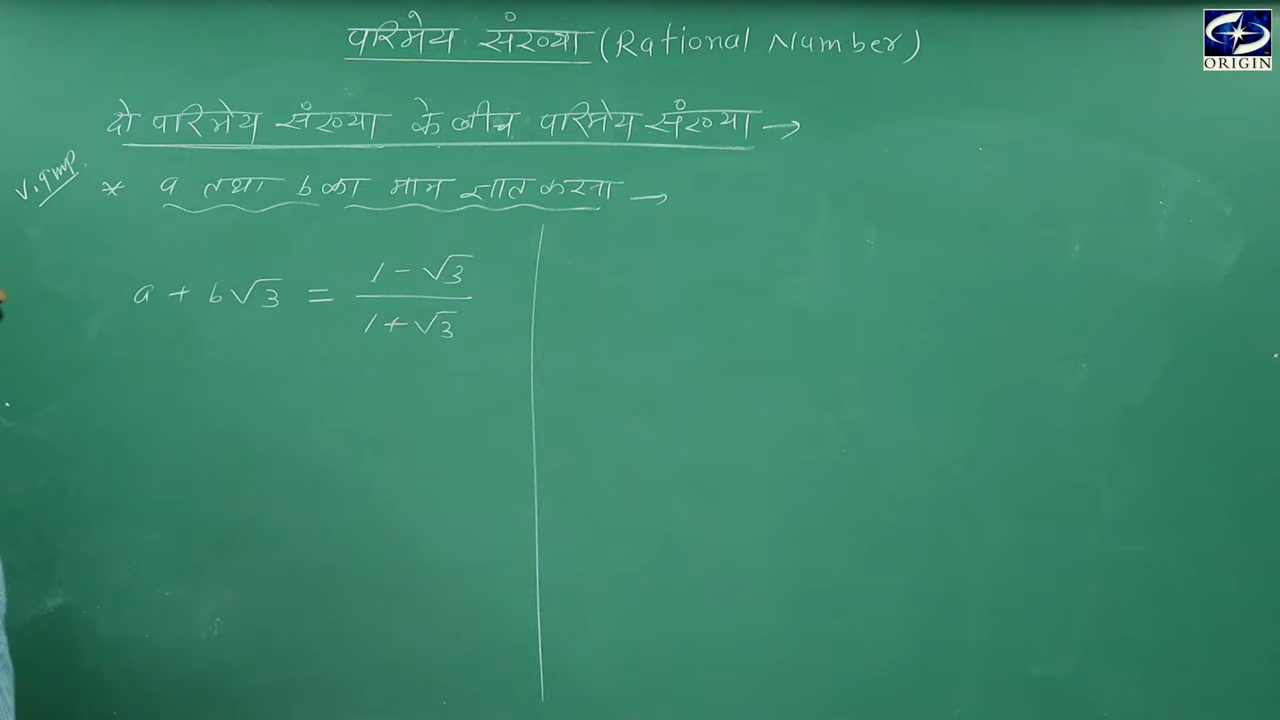 परिमेय संख्या (Rational Number)
ORIGIN
दो परिमेय संख्या के बीच परिमेय संख्या →
V. Imp.
* a तथा b का मान ज्ञात करना →
a + b√3 = (1 - √3)/(1 + √3)